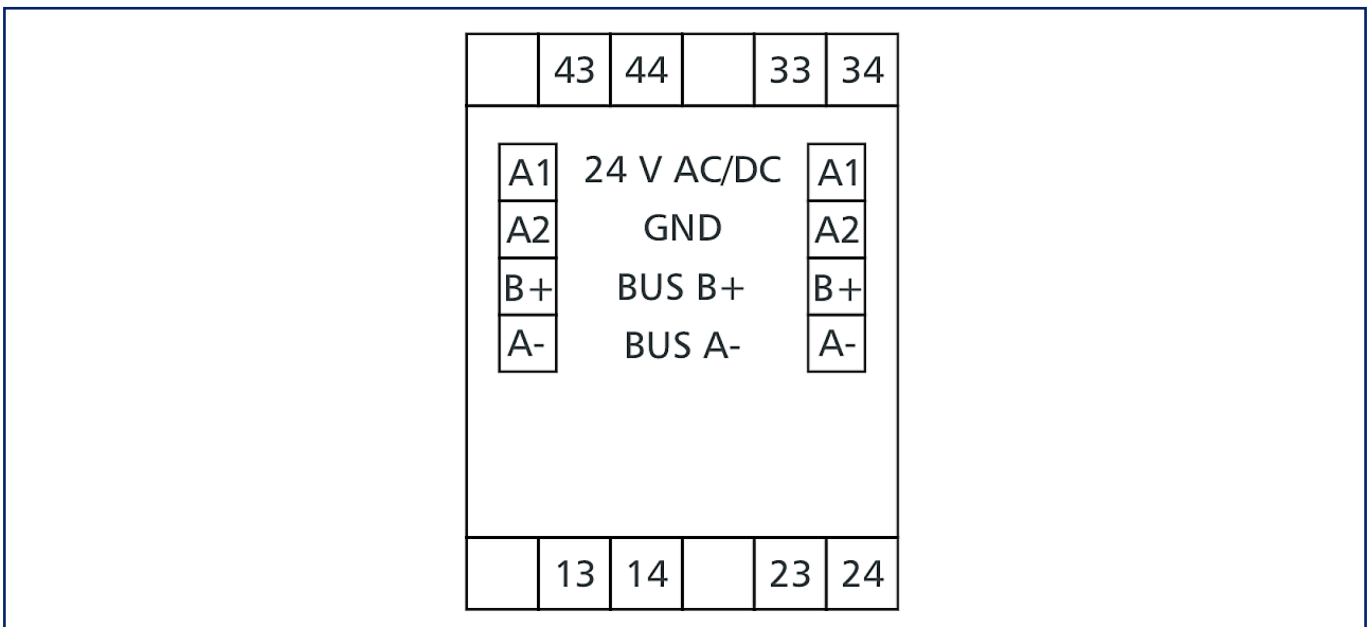 43 44 33 34
A1 24 V AC/DC A1
A2 GND A2
B+ BUS B+ B+
A- BUS A- A-
13 14 23 24